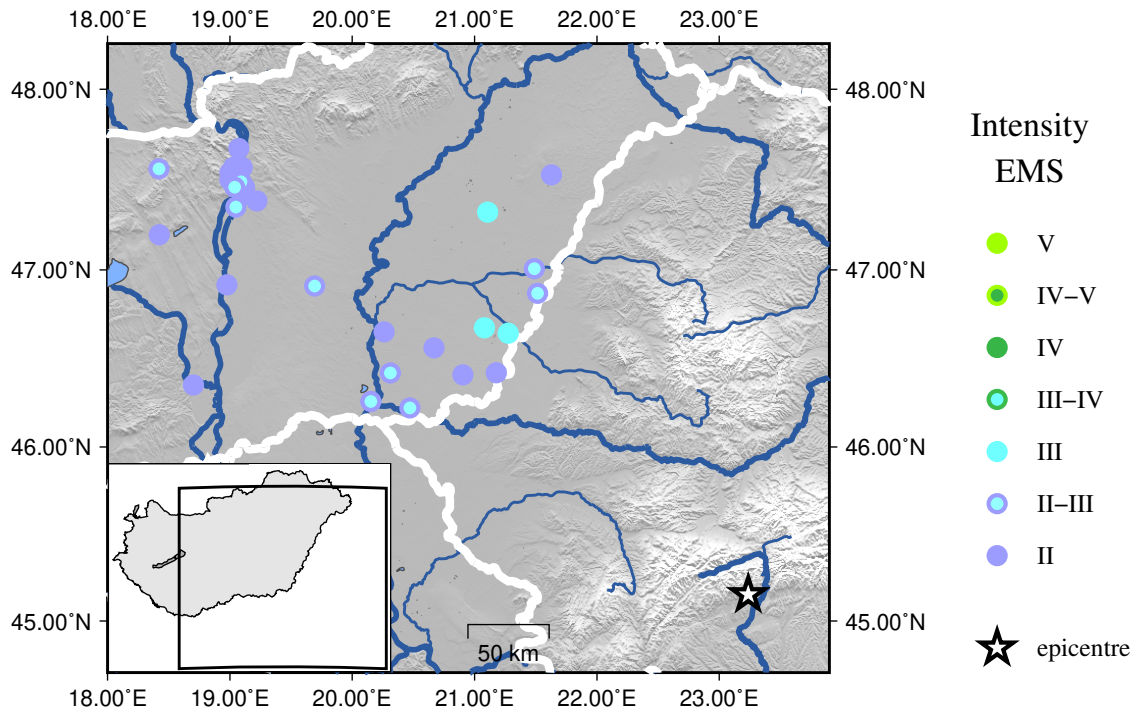 18.00˚E 19.00˚E 20.00˚E 21.00˚E 22.00˚E 23.00˚E
48.00˚N 48.00˚N
47.00˚N 47.00˚N
46.00˚N 46.00˚N
45.00˚N 45.00˚N
50 km
18.00˚E 19.00˚E 20.00˚E 21.00˚E 22.00˚E 23.00˚E
Intensity
EMS
V
IV–V
IV
III–IV
III
II–III
II
epicentre